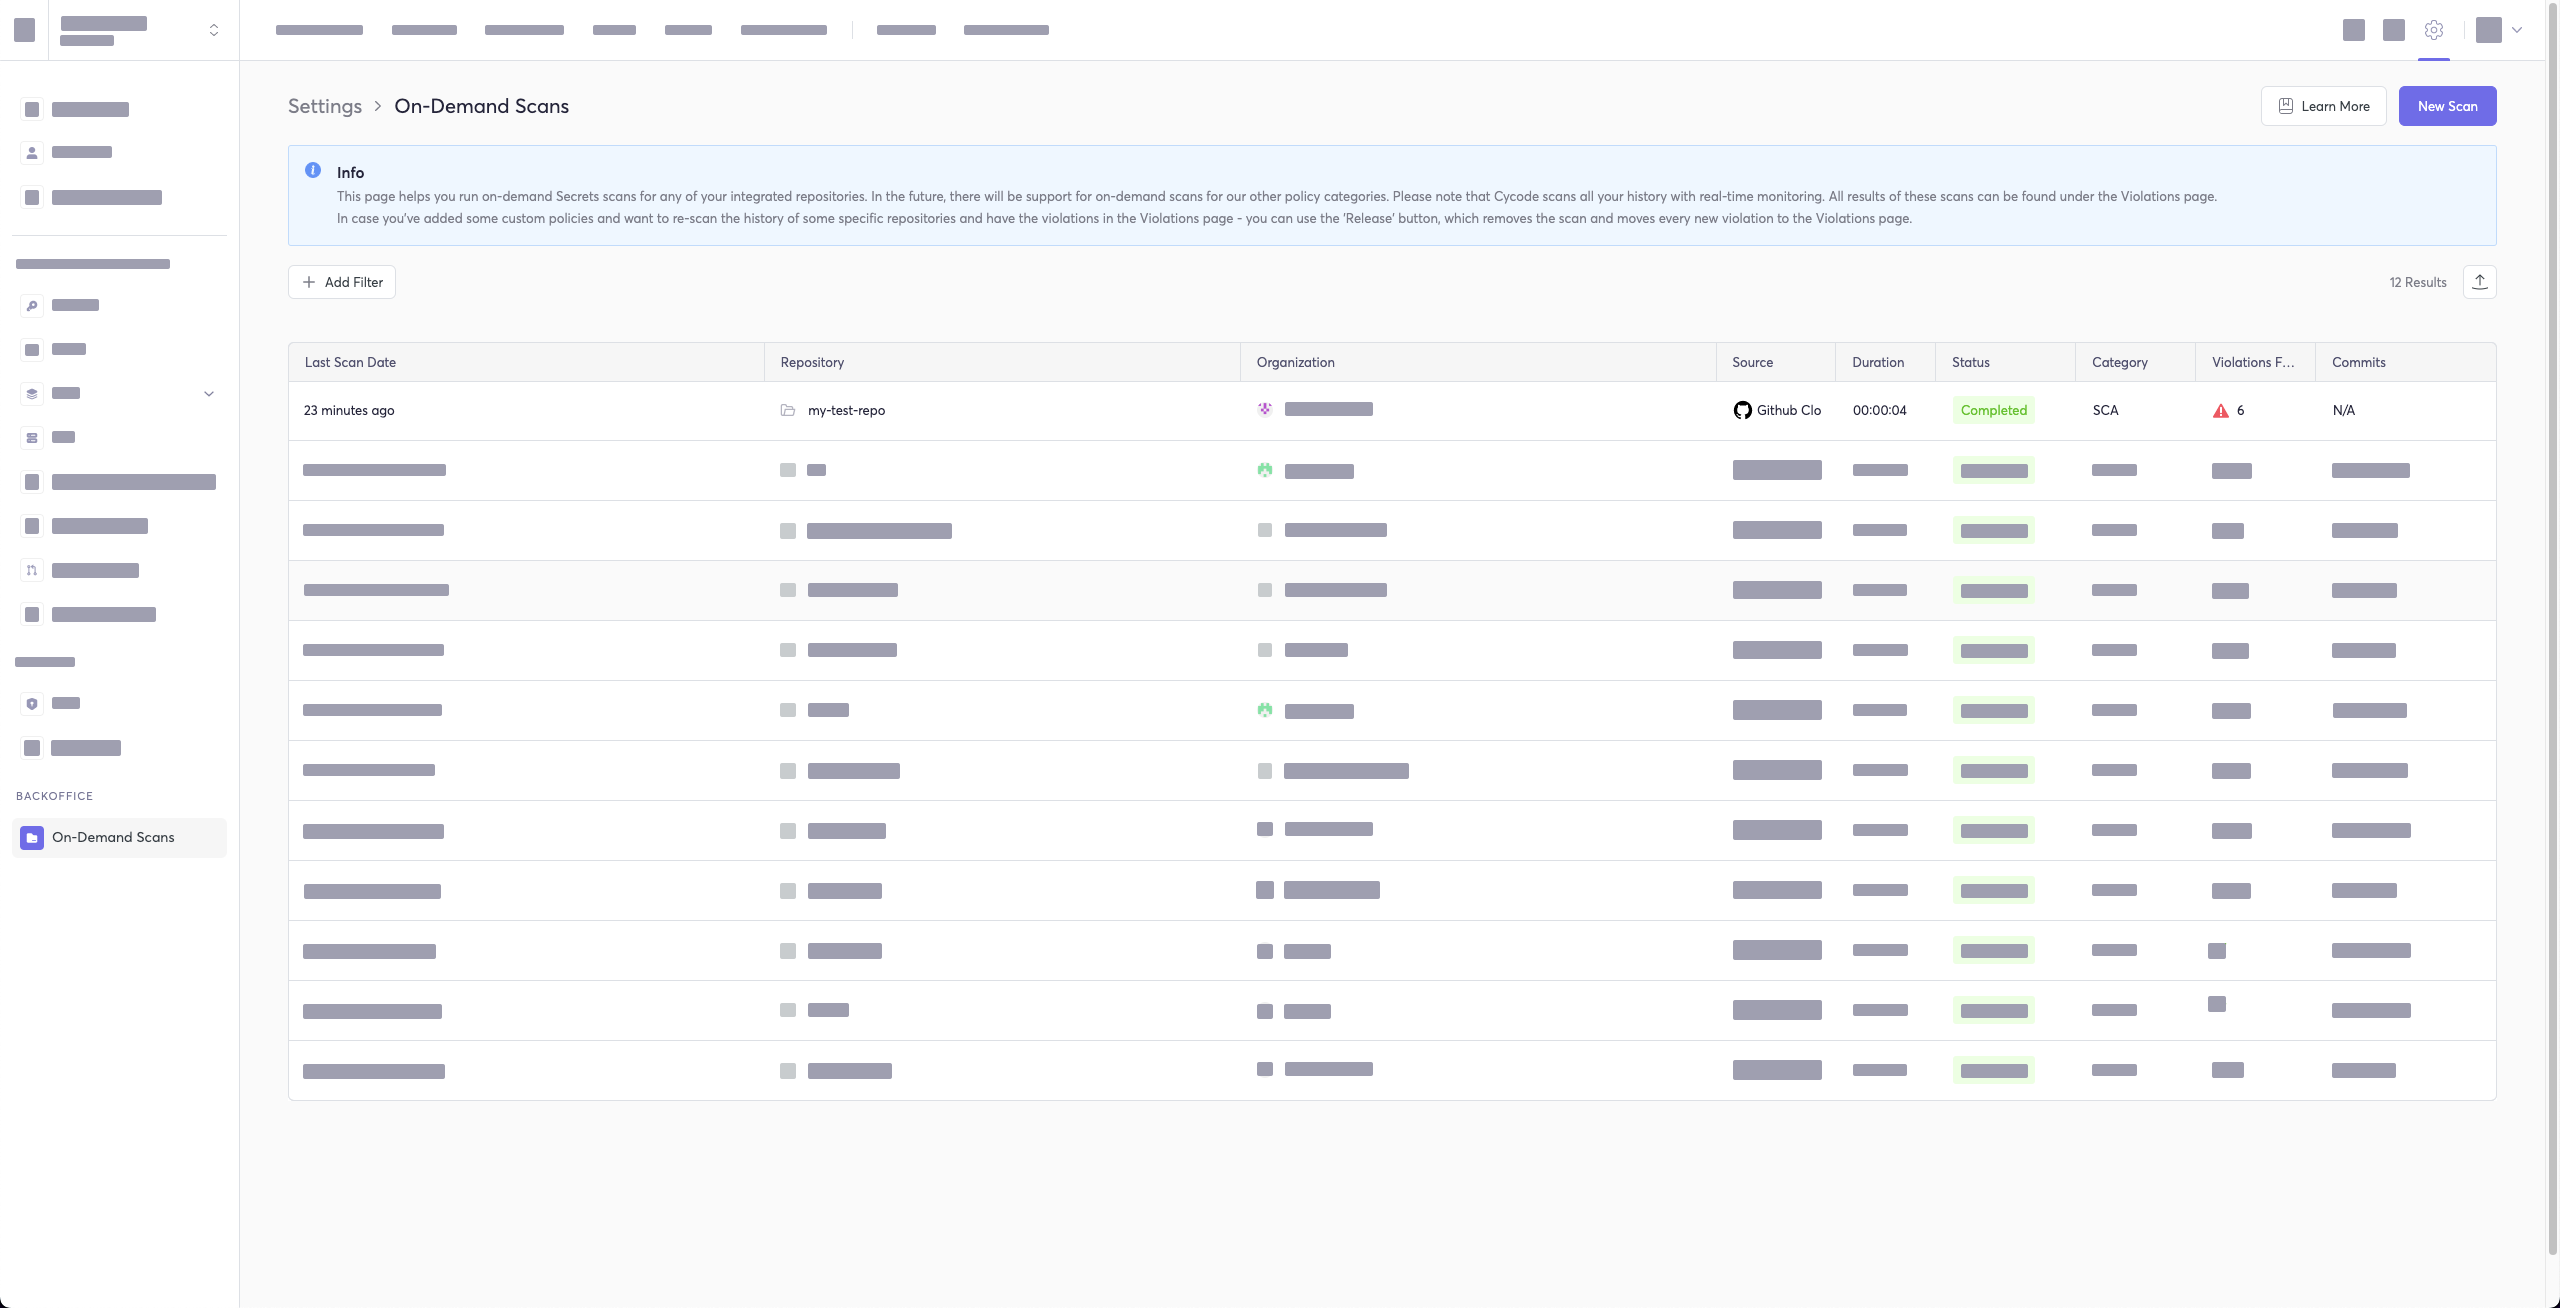 Settings > On-Demand Scans
Learn More
New Scan
Info
This page helps you run on-demand Secrets scans for any of your integrated repositories. In the future, there will be support for on-demand scans for our other policy categories. Please note that Cycode scans all your history with real-time monitoring. All results of these scans can be found under the Violations page.
In case you've added some custom policies and want to re-scan the history of some specific repositories and have the violations in the Violations page - you can use the 'Release' button, which removes the scan and moves every new violation to the Violations page.
Add Filter
12 Results
Last Scan Date Repository Organization Source Duration Status Category Violations F... Commits
23 minutes ago my-test-repo Github Clo 00:00:04 Completed SCA 6 N/A
BACKOFFICE
On-Demand Scans